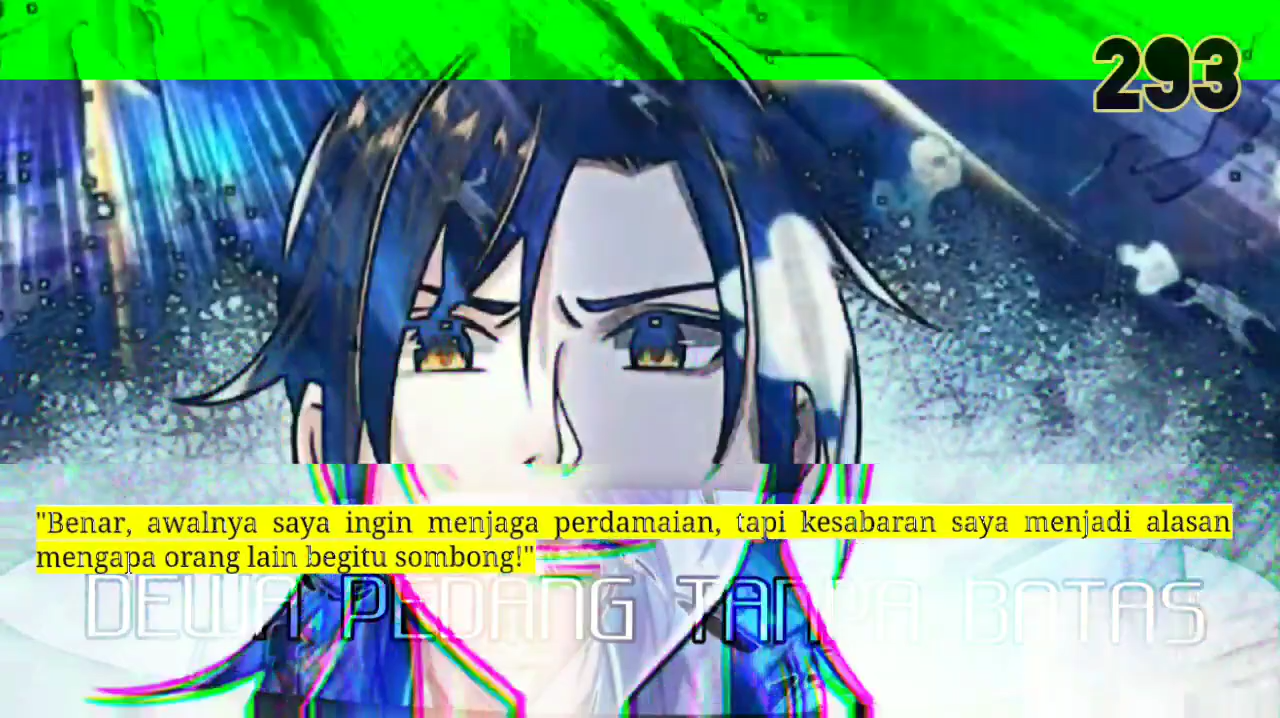 293
"Benar, awalnya saya ingin menjaga perdamaian, tapi kesabaran saya menjadi alasan
mengapa orang lain begitu sombong!"
DEWA PEDANG TANPA BATAS